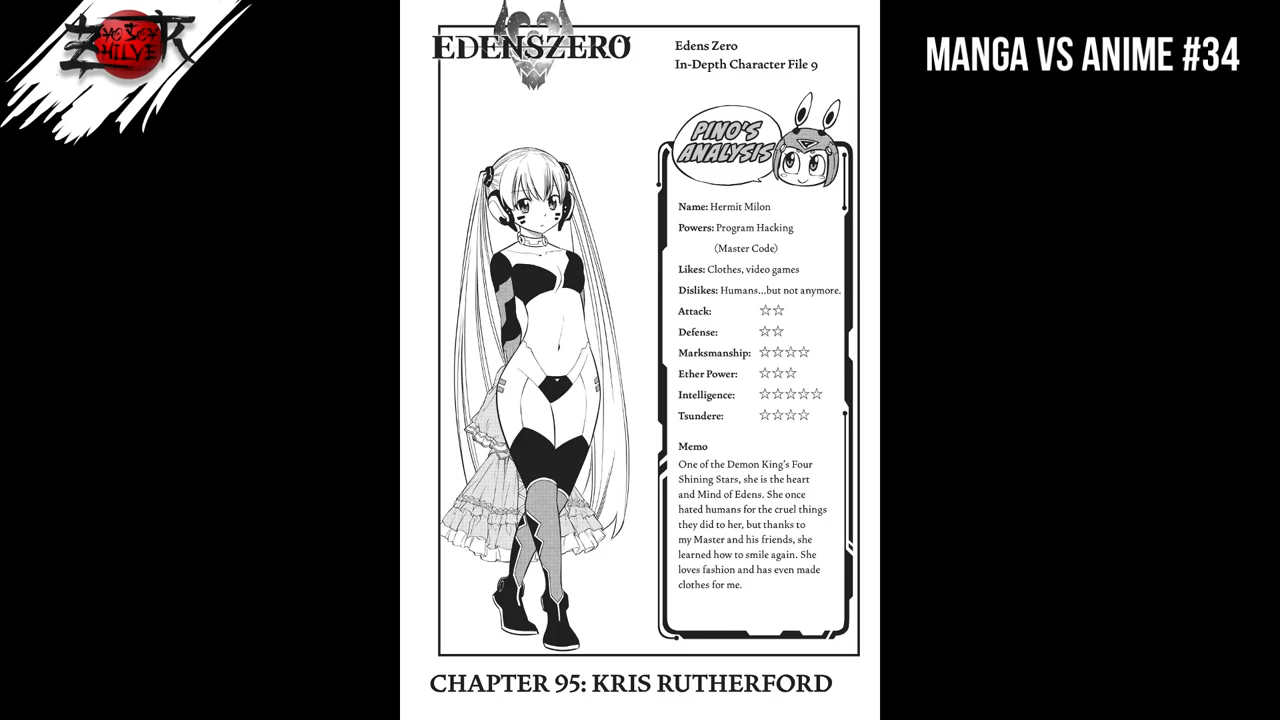 MANGA VS ANIME #34
EDENSZERO
Edens Zero
In-Depth Character File 9
PINO'S
ANALYSIS
Name: Hermit Milon
Powers: Program Hacking
(Master Code)
Likes: Clothes, video games
Dislikes: Humans...but not anymore.
Attack: ☆☆
Defense: ☆☆
Marksmanship: ☆☆☆☆
Ether Power: ☆☆☆
Intelligence: ☆☆☆☆☆
Tsundere: ☆☆☆☆
Memo
One of the Demon King's Four
Shining Stars, she is the heart
and Mind of Edens. She once
hated humans for the cruel things
they did to her, but thanks to
my Master and his friends, she
learned how to smile again. She
loves fashion and has even made
clothes for me.
CHAPTER 95: KRIS RUTHERFORD